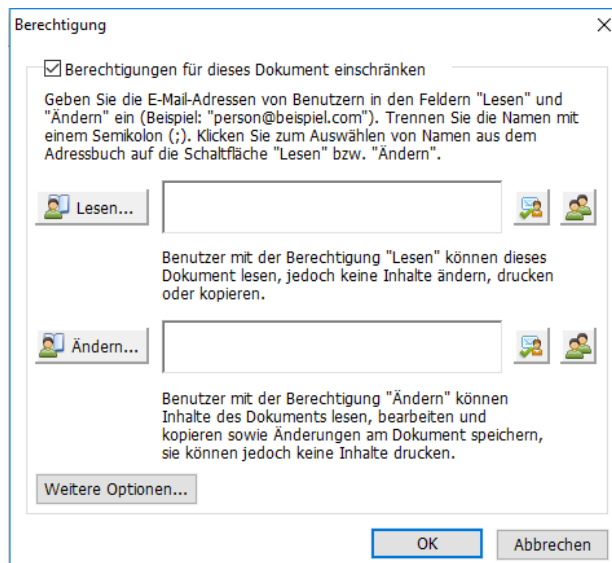 Berechtigung
Berechtigungen für dieses Dokument einschränken
Geben Sie die E-Mail-Adressen von Benutzern in den Feldern "Lesen" und
"Ändern" ein (Beispiel: "person@beispiel.com"). Trennen Sie die Namen mit
einem Semikolon (;). Klicken Sie zum Auswählen von Namen aus dem
Adressbuch auf die Schaltfläche "Lesen" bzw. "Ändern".
Lesen...
Benutzer mit der Berechtigung "Lesen" können dieses
Dokument lesen, jedoch keine Inhalte ändern, drucken
oder kopieren.
Ändern...
Benutzer mit der Berechtigung "Ändern" können
Inhalte des Dokuments lesen, bearbeiten und
kopieren sowie Änderungen am Dokument speichern,
sie können jedoch keine Inhalte drucken.
Weitere Optionen...
OK
Abbrechen